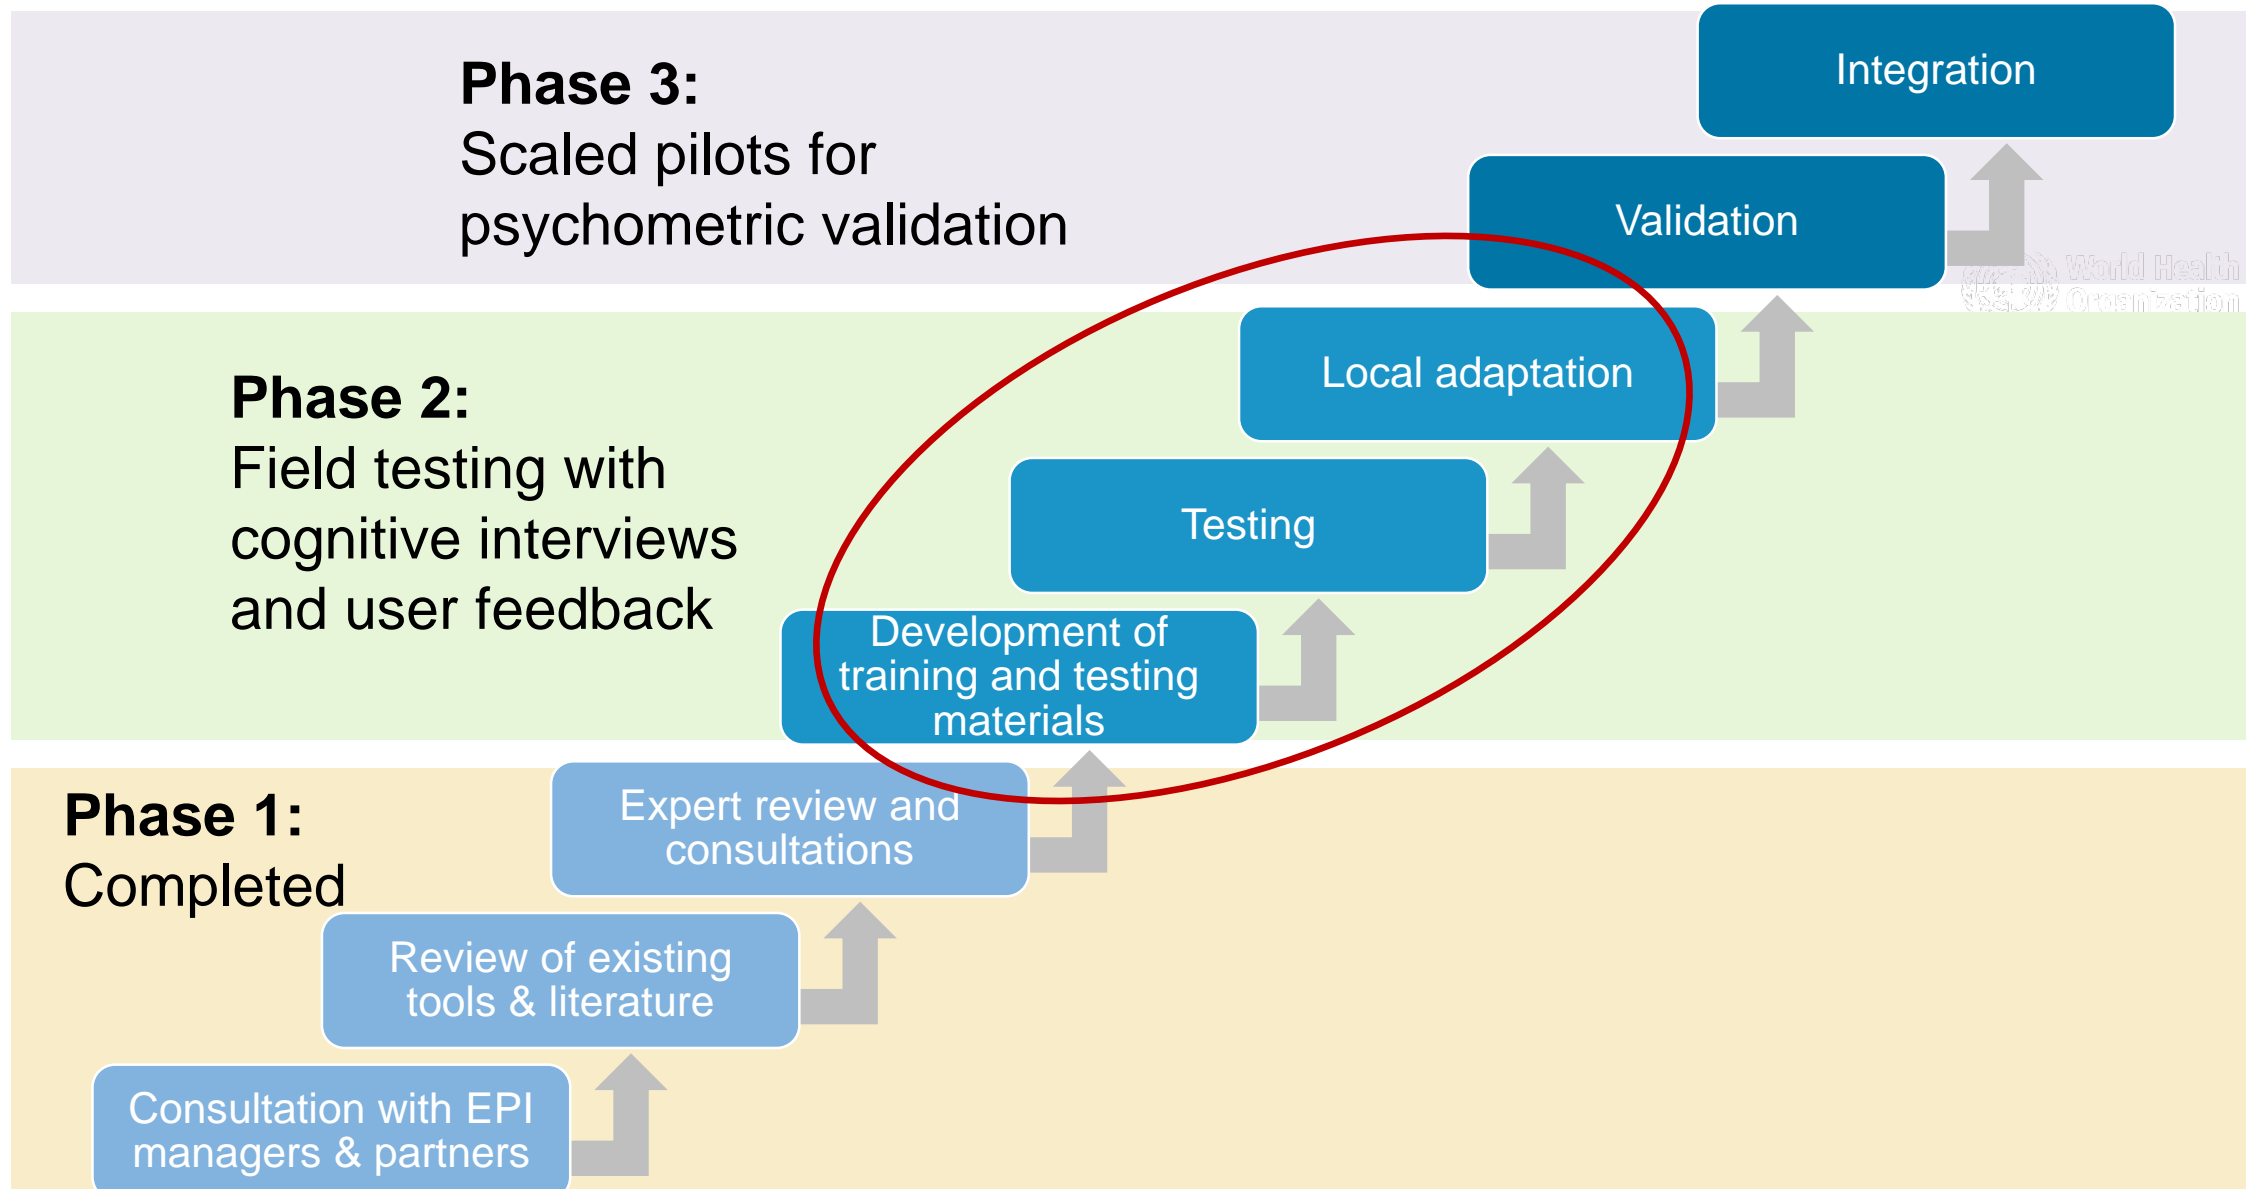 Integration
Phase 3:
Scaled pilots for
psychometric validation
Validation
World Health
Organization
Local adaptation
Phase 2:
Field testing with
cognitive interviews
and user feedback
Testing
Development of
training and testing
materials
Phase 1:
Completed
Expert review and
consultations
Review of existing
tools & literature
Consultation with EPI
managers & partners